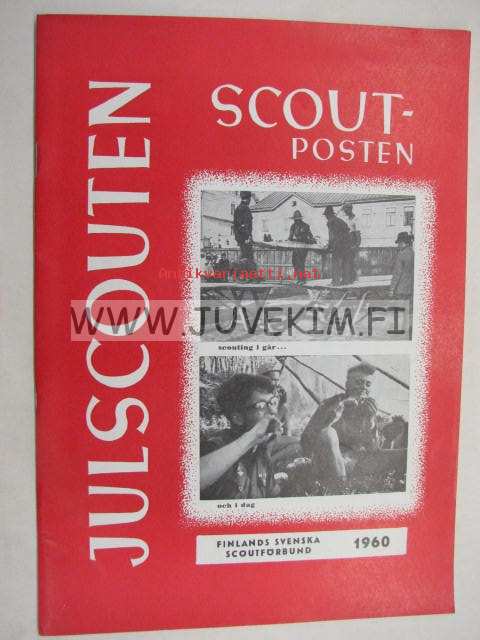 JULSCOUTEN
SCOUT-
POSTEN
Antikvariaatti.net
WWW.JUVEKIM.FI
scouting i går...
och i dag
FINLANDS SVENSKA
SCOUTFÖRBUND
1960